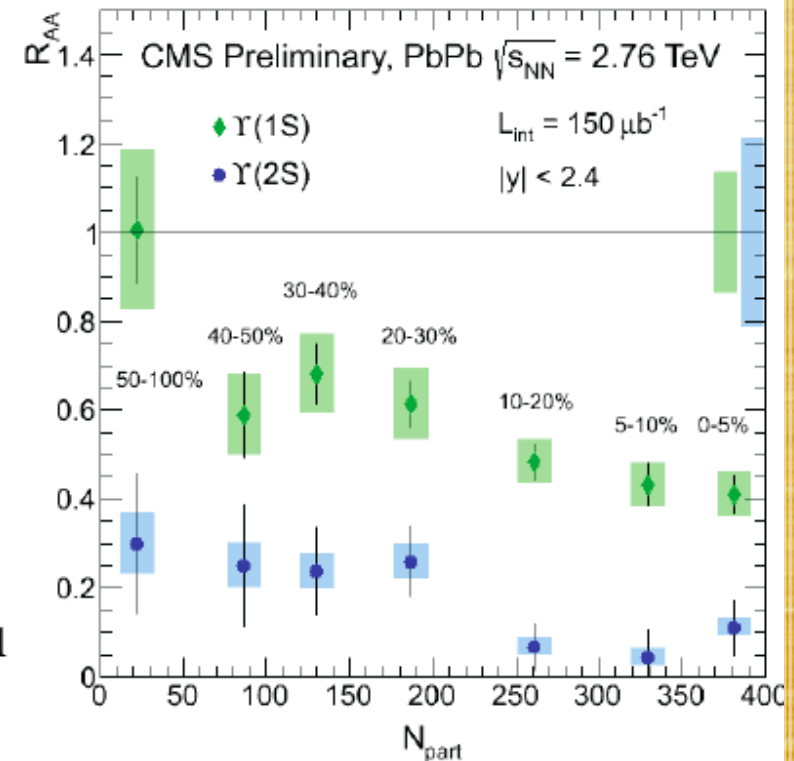 R_AA
CMS Preliminary, PbPb √s_NN = 2.76 TeV
ϒ(1S)
L_int = 150 μb⁻¹
ϒ(2S)
|y| < 2.4
1.4
1.2
1
0.8
0.6
0.4
0.2
0
30-40%
40-50%
20-30%
50-100%
10-20%
5-10%
0-5%
0 50 100 150 200 250 300 350 400
N_part